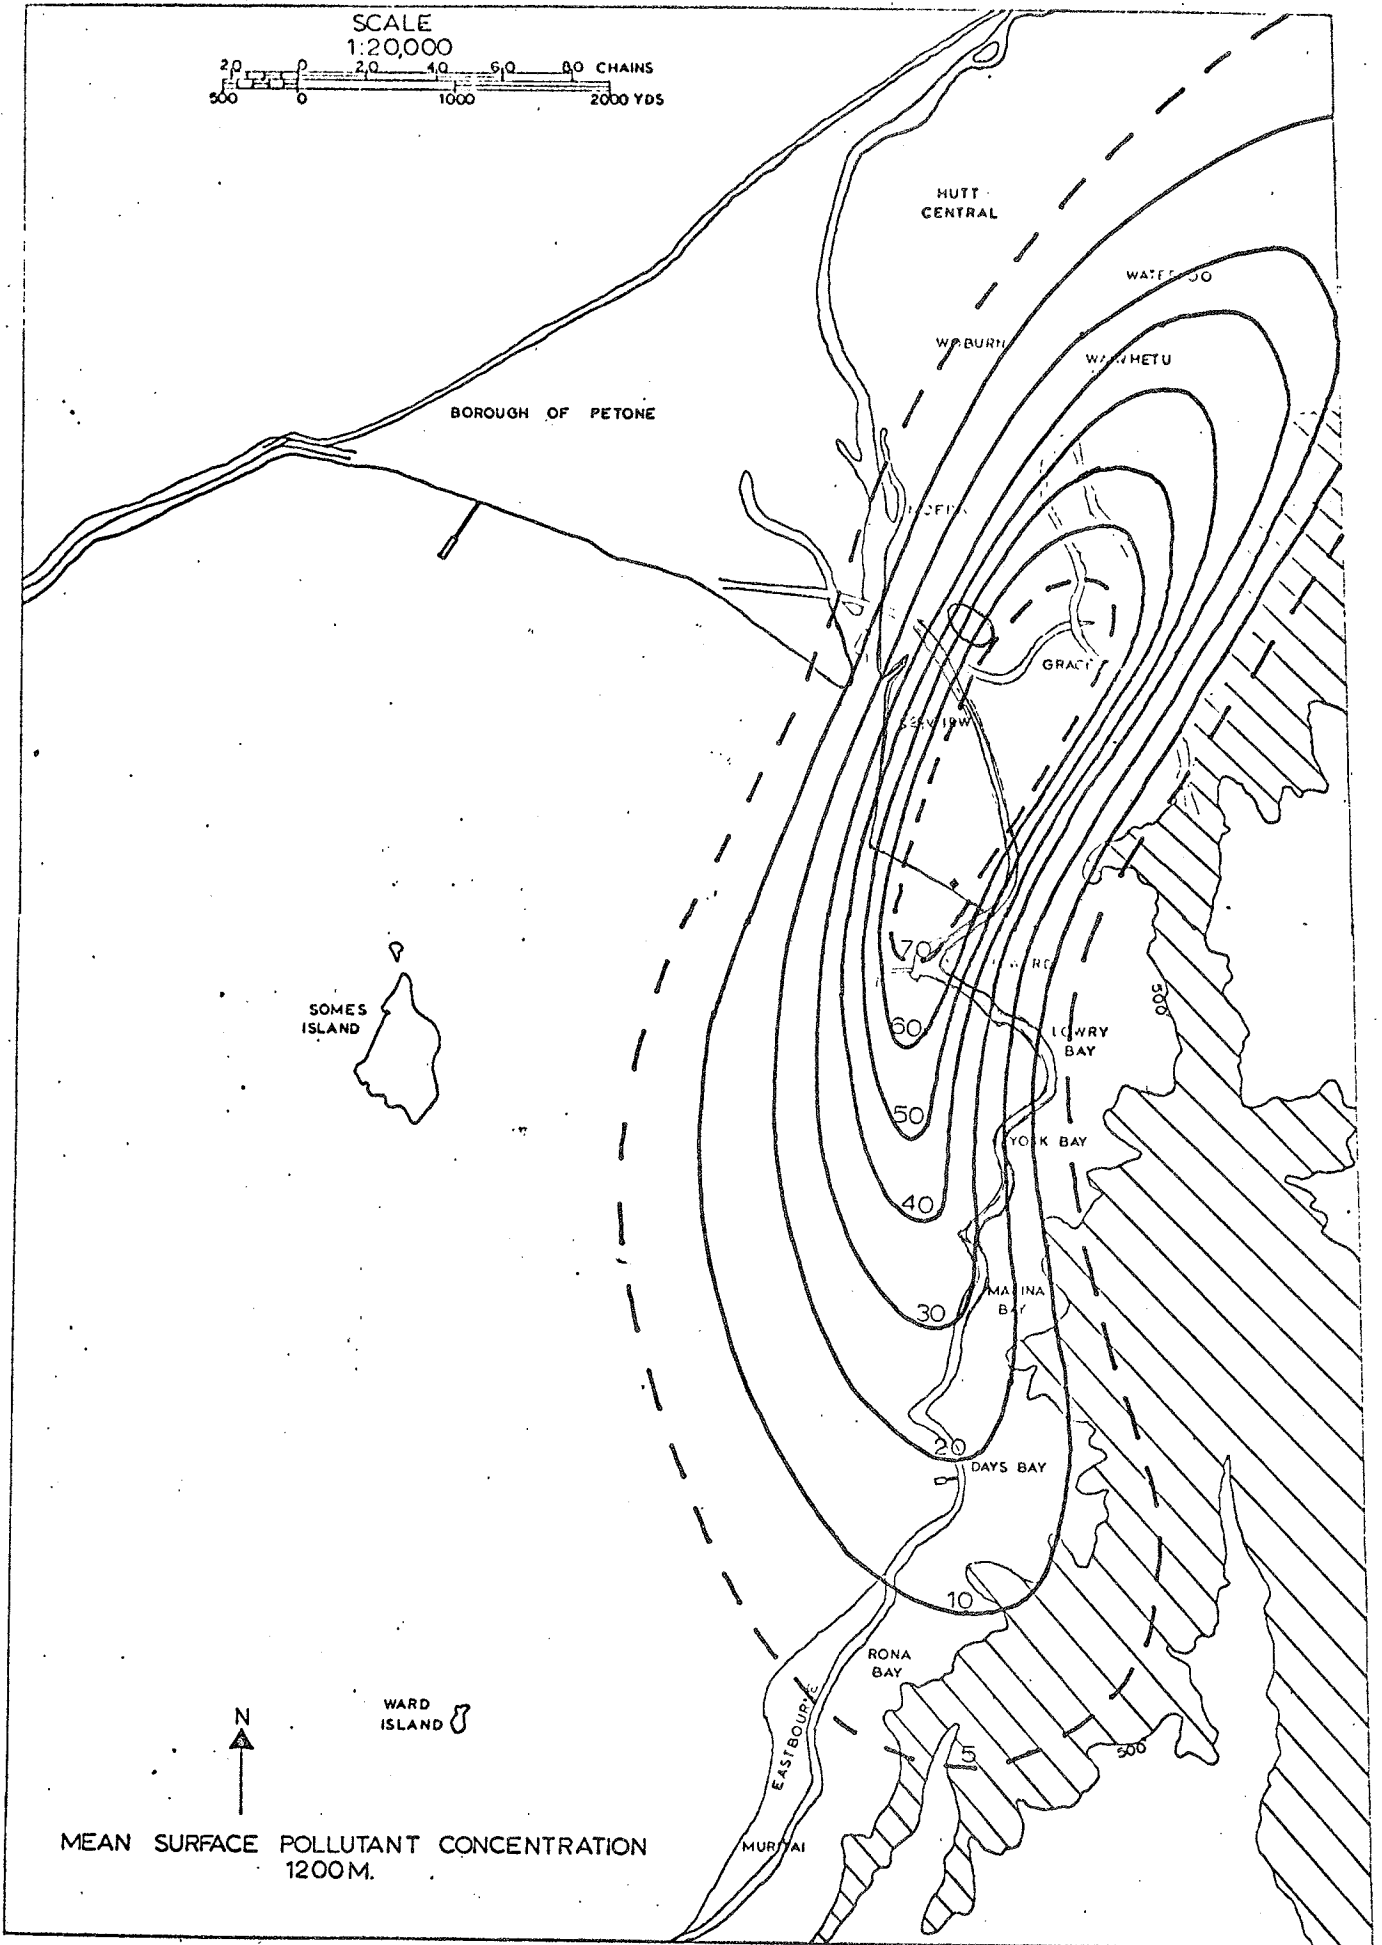 SCALE
1:20,000
20 0 20 40 60 80 CHAINS
500 0 1000 2000 YDS
HUTT
CENTRAL
WOBURN
BOROUGH OF PETONE
70
SOMES
ISLAND
500
60
LOWRY
BAY
50
YORK BAY
40
30
BAY
20
DAYS BAY
10
RONA
BAY
WARD
ISLAND
N
EASTBOURNE
5
500
MEAN SURFACE POLLUTANT CONCENTRATION
1200M.